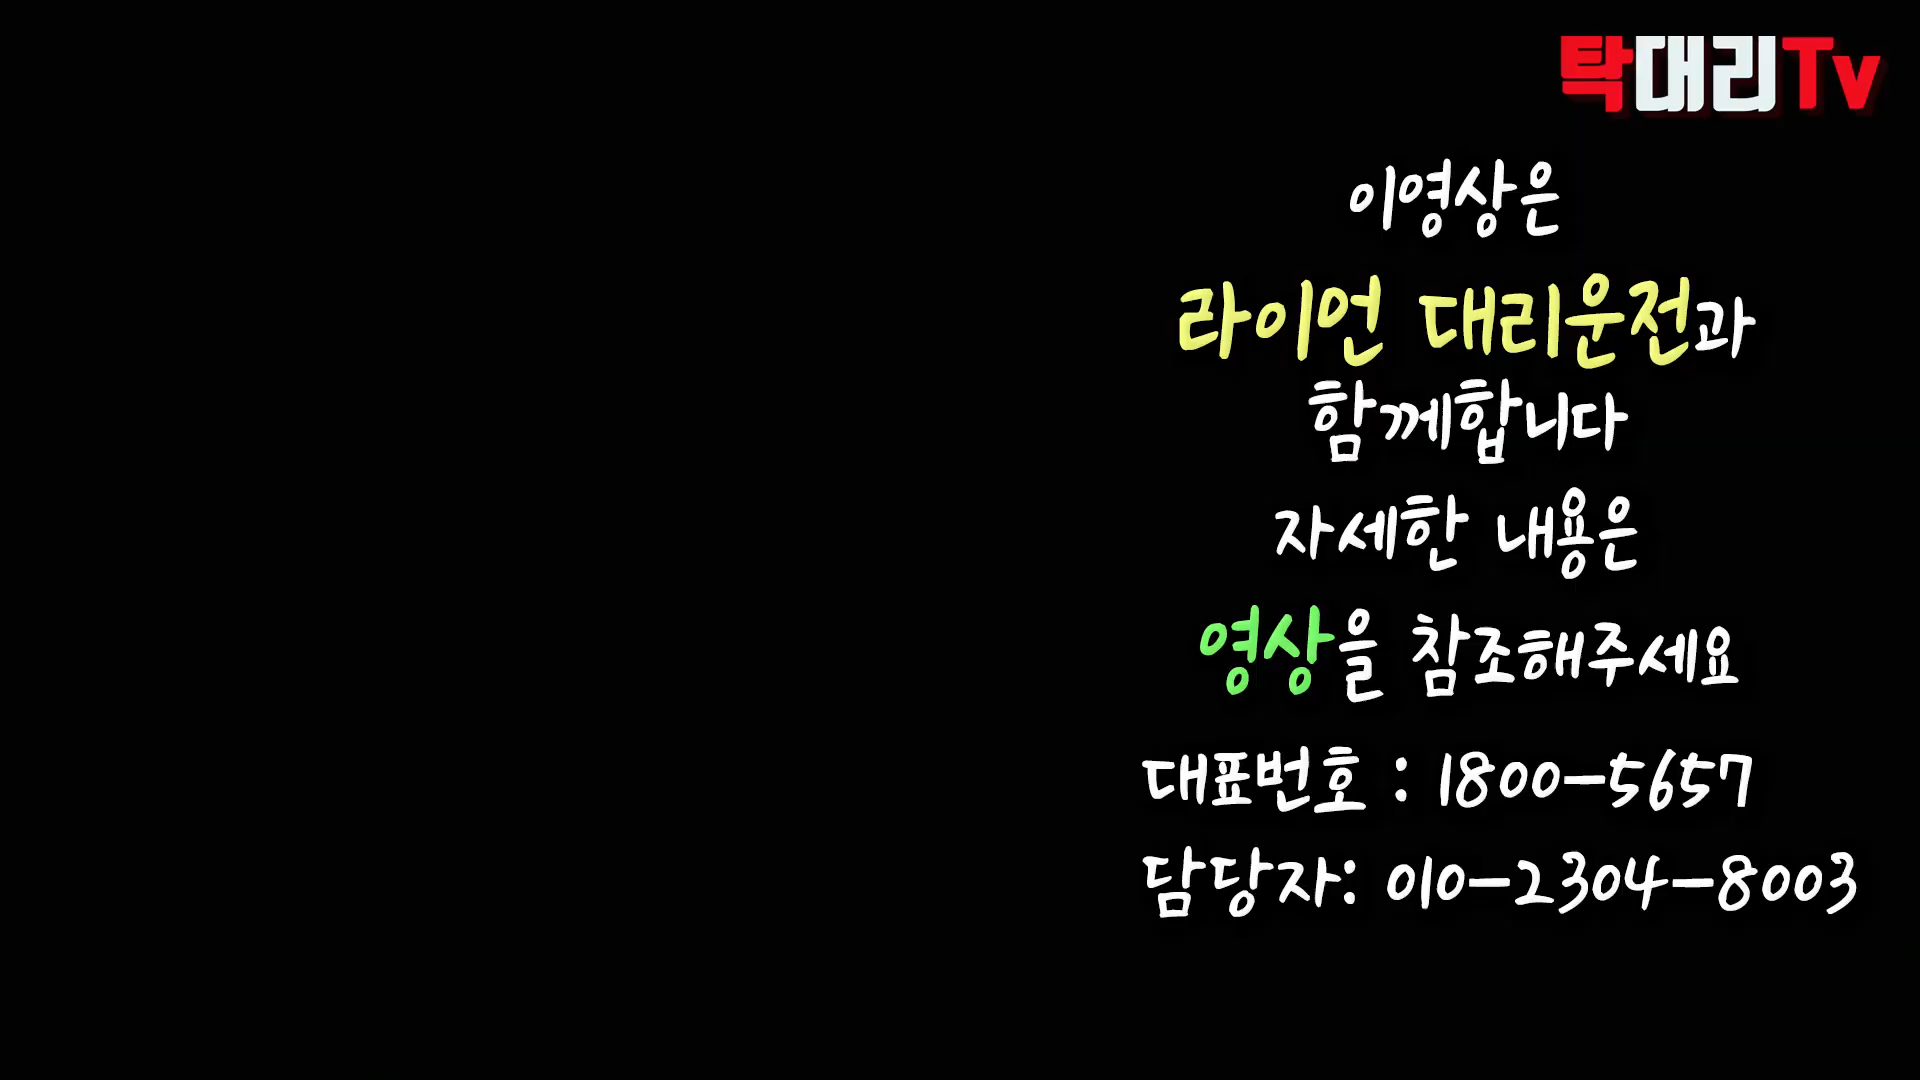 탁대리Tv
이영상은
라이언 대리운전과
함께합니다
자세한 내용은
영상을 참조해주세요
대표번호 : 1800-5657
담당자: 010-2304-8003